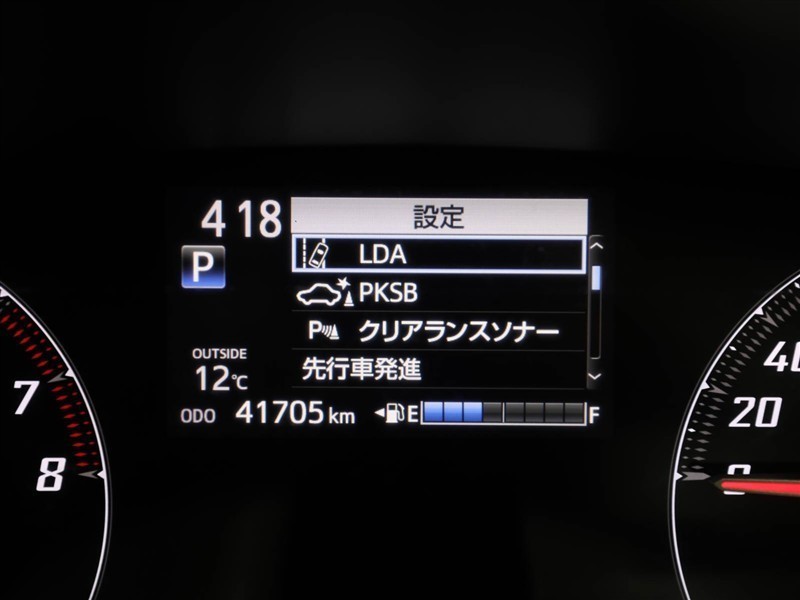 4 18
設定
LDA
P
PKSB
P クリアランスソナー
OUTSIDE
12℃
先行車発進
ODO 41705 km
E F
7
8
40
20
0